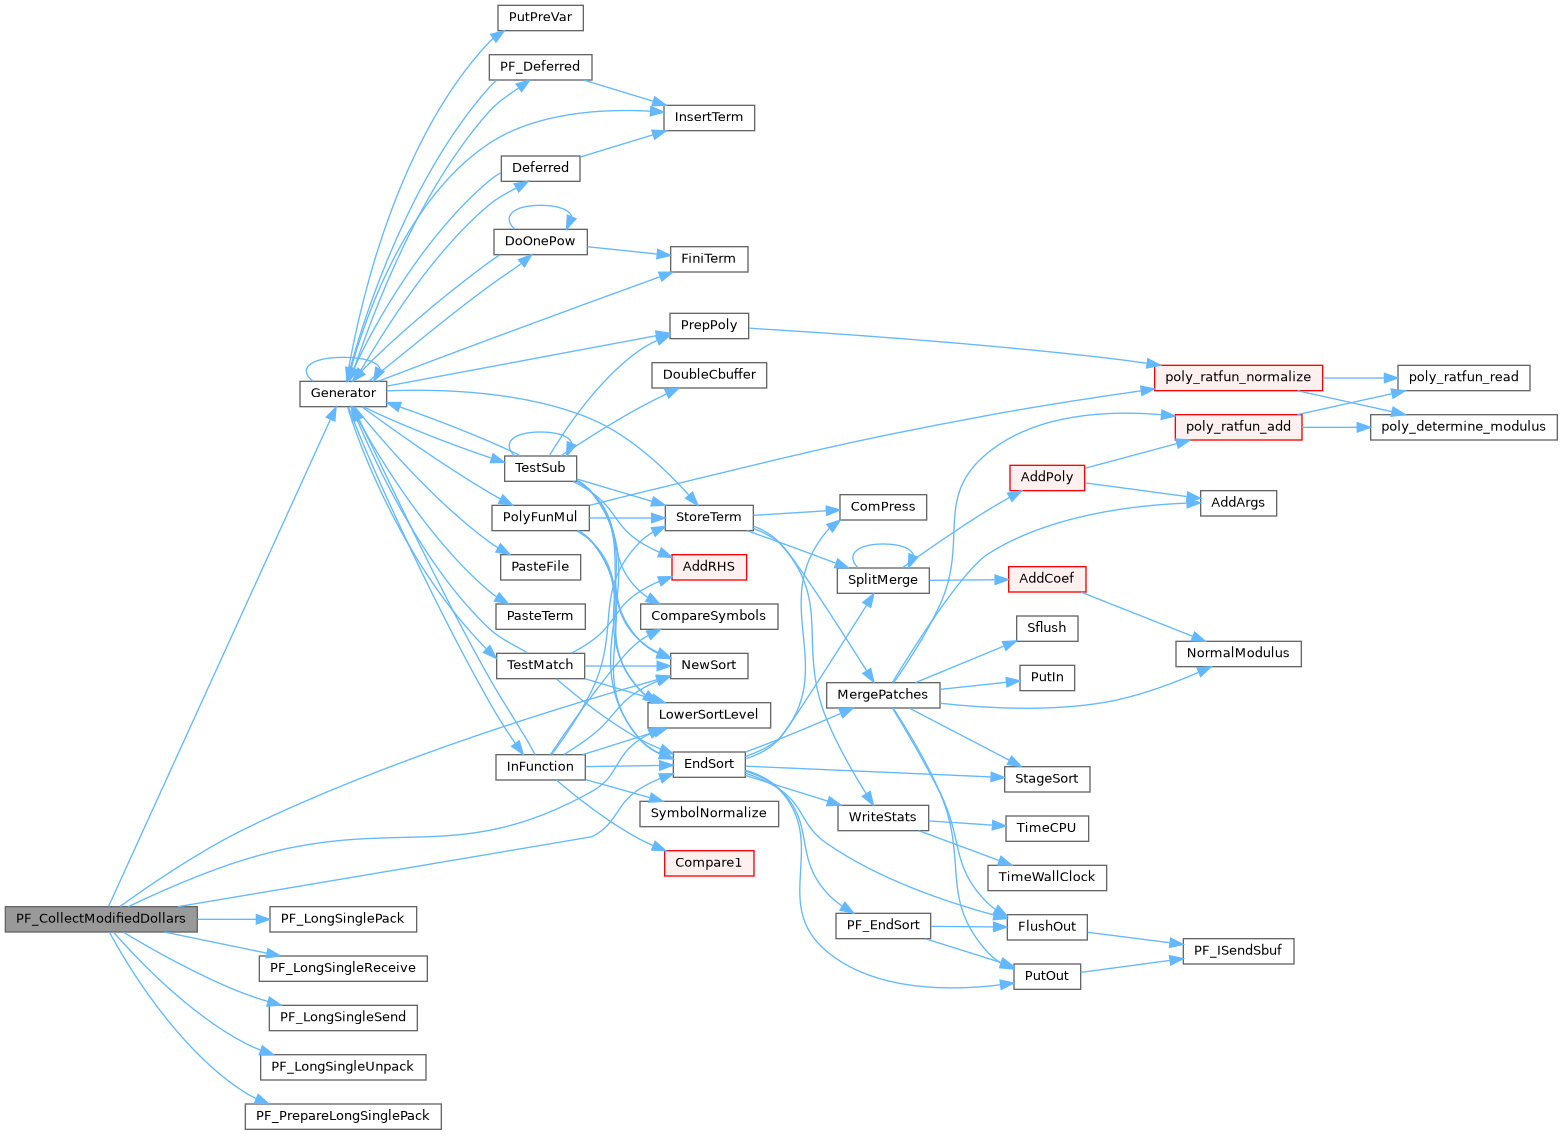 PutPreVar
PF_Deferred
InsertTerm
Deferred
DoOnePow
FiniTerm
PrepPoly
DoubleCbuffer
poly_ratfun_normalize
poly_ratfun_read
Generator
poly_ratfun_add
poly_determine_modulus
TestSub
AddPoly
AddArgs
PolyFunMul
StoreTerm
ComPress
PasteFile
AddRHS
SplitMerge
AddCoef
PasteTerm
CompareSymbols
Sflush
NormalModulus
TestMatch
NewSort
PutIn
MergePatches
LowerSortLevel
InFunction
EndSort
StageSort
SymbolNormalize
WriteStats
TimeCPU
Compare1
TimeWallClock
PF_CollectModifiedDollars
PF_LongSinglePack
PF_EndSort
FlushOut
PF_ISendSbuf
PF_LongSingleReceive
PutOut
PF_LongSingleSend
PF_LongSingleUnpack
PF_PrepareLongSinglePack